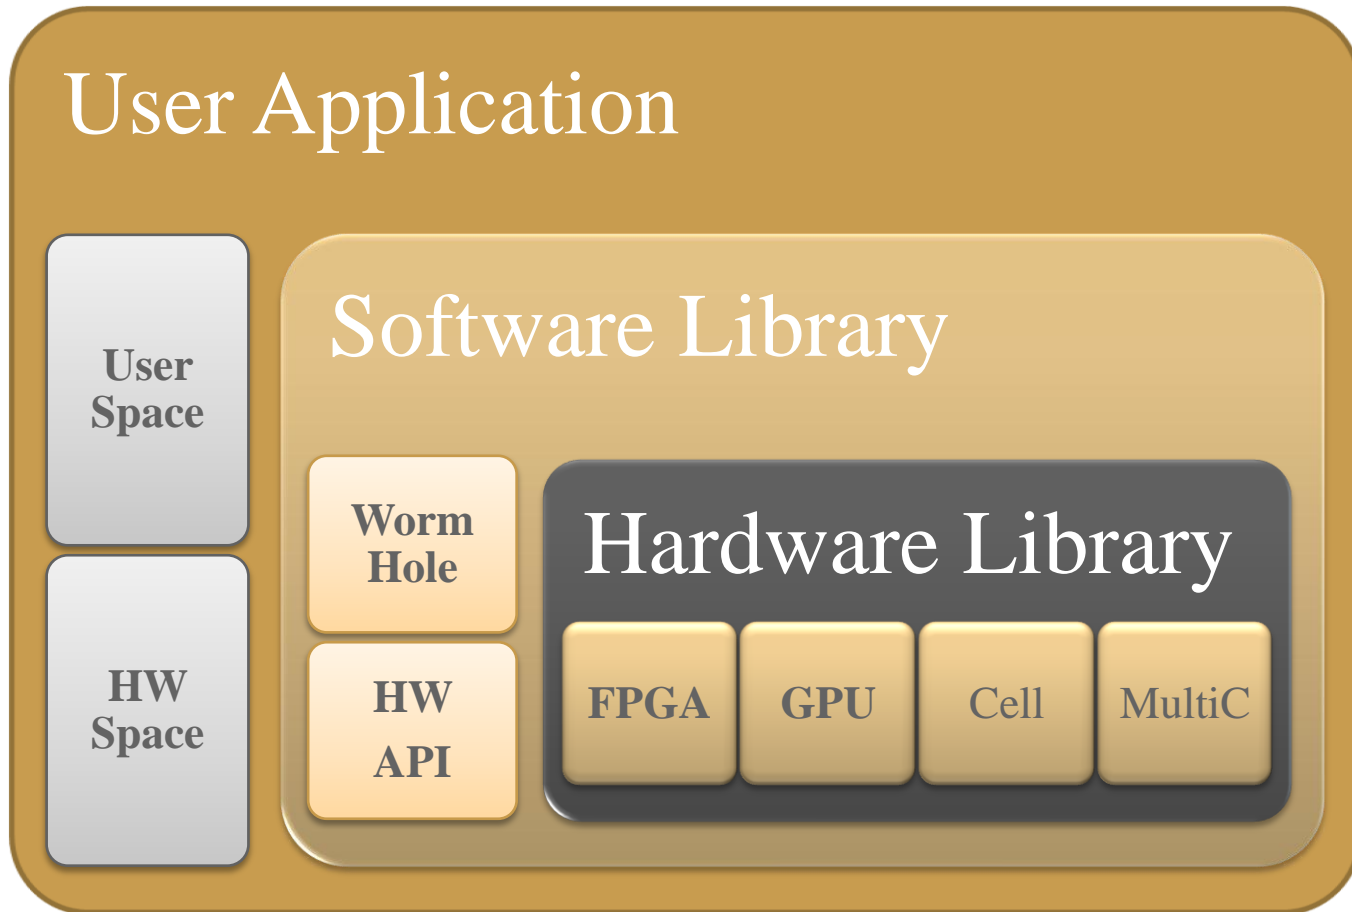 User Application
User
Space
Software Library
Worm
Hole
Hardware Library
HW
Space
HW
API
FPGA
GPU
Cell
MultiC